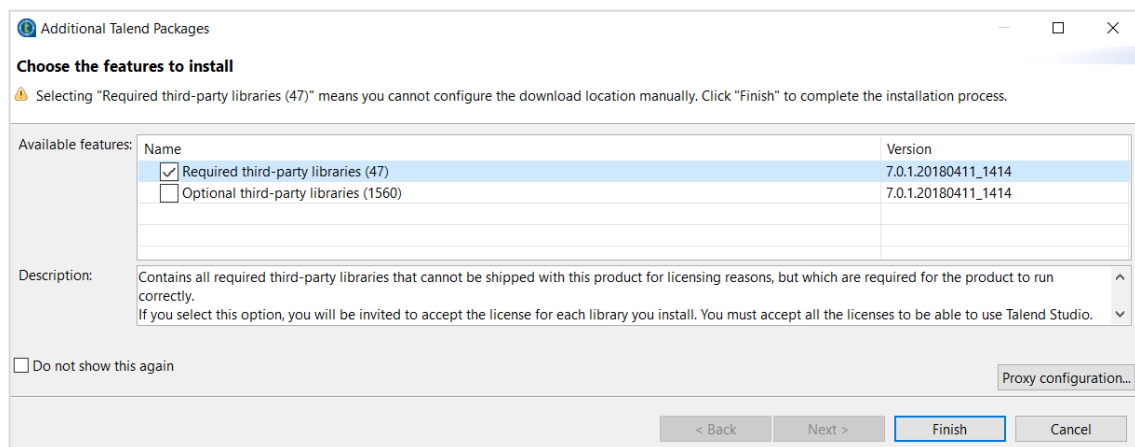 Additional Talend Packages
Choose the features to install
Selecting "Required third-party libraries (47)" means you cannot configure the download location manually. Click "Finish" to complete the installation process.
Available features:
Name Version
Required third-party libraries (47) 7.0.1.20180411_1414
Optional third-party libraries (1560) 7.0.1.20180411_1414
Description:
Contains all required third-party libraries that cannot be shipped with this product for licensing reasons, but which are required for the product to run
correctly.
If you select this option, you will be invited to accept the license for each library you install. You must accept all the licenses to be able to use Talend Studio.
Do not show this again
Proxy configuration...
< Back Next > Finish Cancel